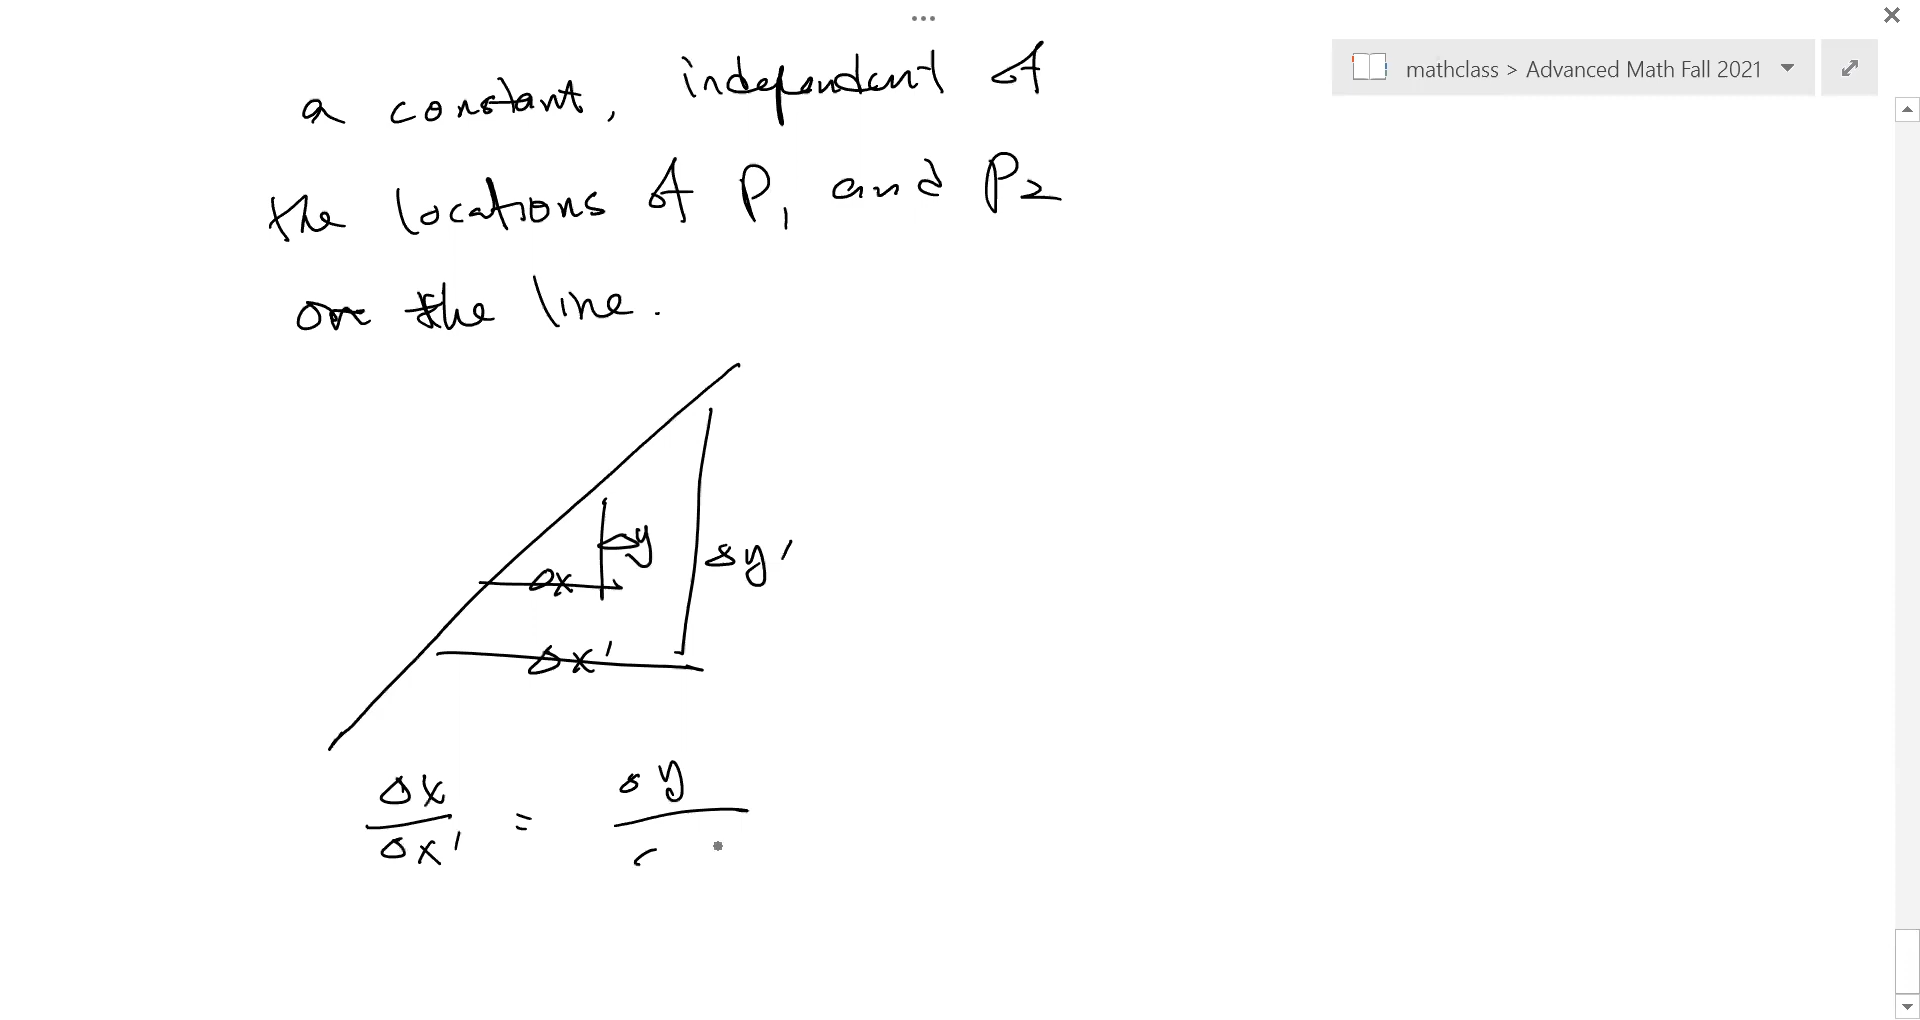 ...
mathclass > Advanced Math Fall 2021
a constant, independent of
the locations of P₁ and P₂
on the line.
Δy
Δy'
Δx
Δx'
Δx/Δx' = Δy/